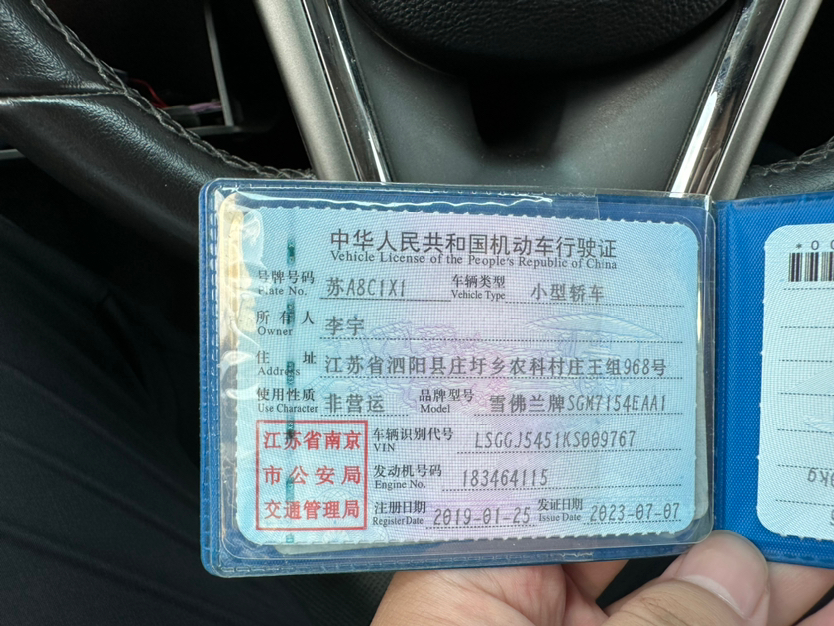 中华人民共和国机动车行驶证
Vehicle License of the People's Republic of China
号牌号码 苏A8C1X1 车辆类型 小型轿车
Plate No. Vehicle Type
所有人 李宇
Owner
住址 江苏省泗阳县庄圩乡农科村庄王组968号
Address
使用性质 非营运 品牌型号 雪佛兰牌SGM7154EAA1
Use Character Model
江苏省南京 车辆识别代号 LSGGJ5451KS009767
VIN
市公安局 发动机号码 183464115
Engine No.
交通管理局 注册日期 2019-01-25 发证日期 2023-07-07
Register Date Issue Date